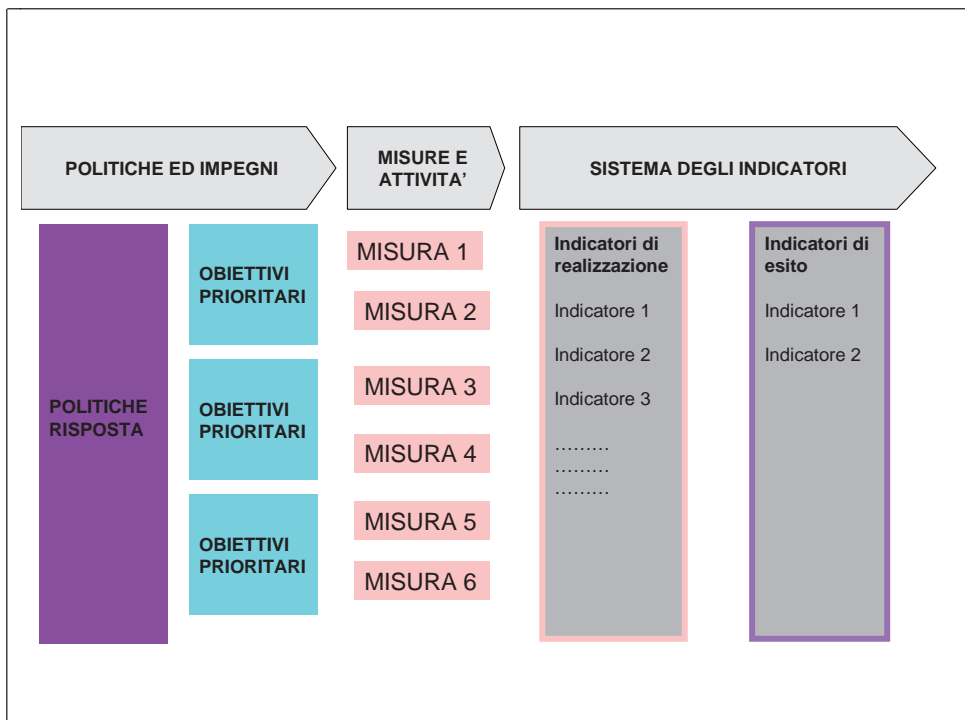 POLITICHE ED IMPEGNI
MISURE E
ATTIVITA’
SISTEMA DEGLI INDICATORI
POLITICHE
RISPOSTA
OBIETTIVI
PRIORITARI
OBIETTIVI
PRIORITARI
OBIETTIVI
PRIORITARI
MISURA 1
MISURA 2
MISURA 3
MISURA 4
MISURA 5
MISURA 6
Indicatori di
realizzazione
Indicatore 1
Indicatore 2
Indicatore 3
………
………
………
Indicatori di
esito
Indicatore 1
Indicatore 2